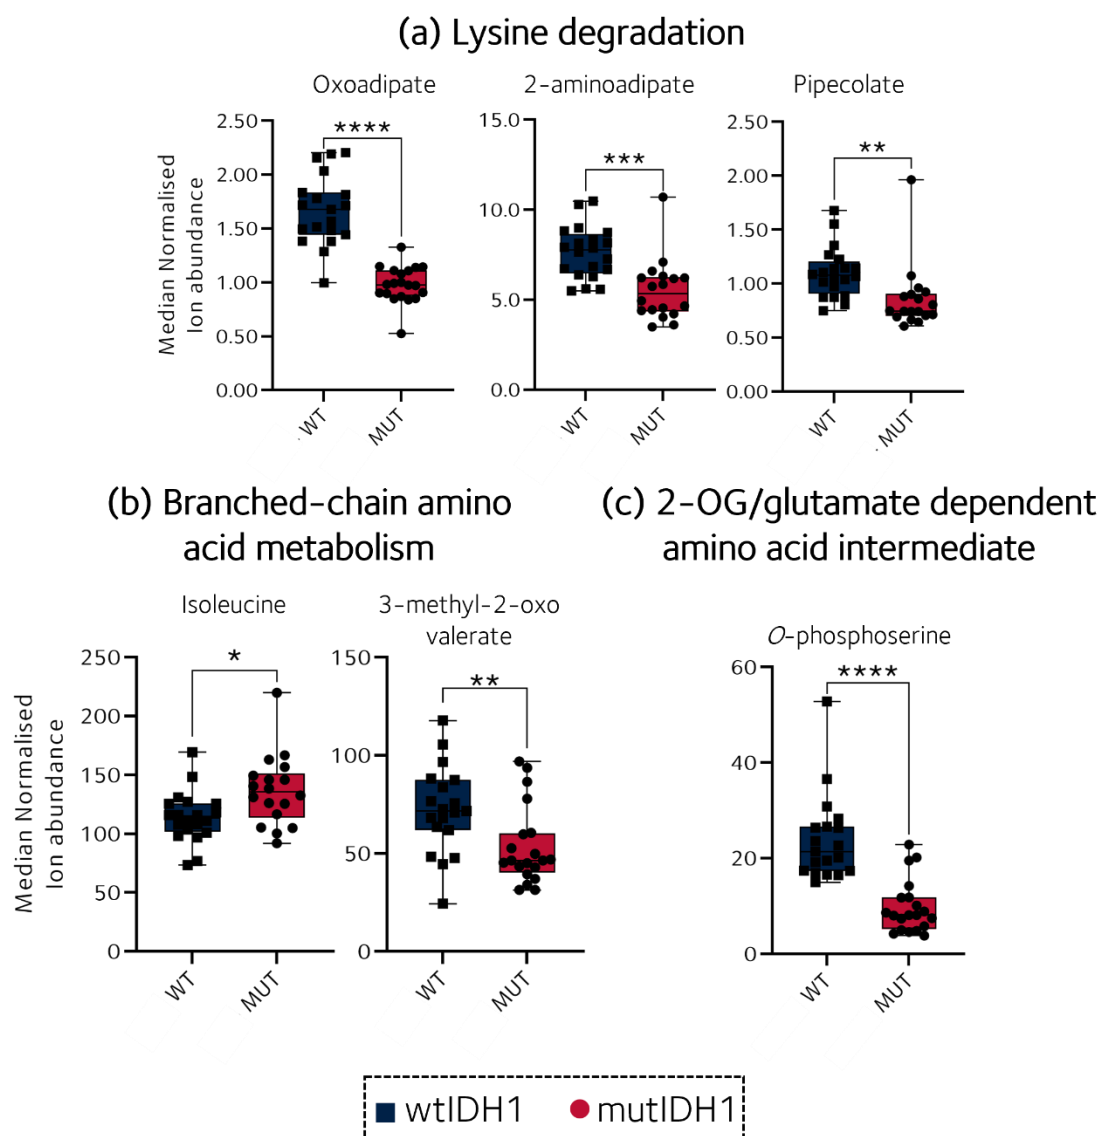 (a) Lysine degradation
Oxoadipate
2-aminoadipate
Pipecolate
Median Normalised
Ion abundance
2.50
2.00
1.50
1.00
0.50
0.00
****
WT
MUT
15.0
10.0
5.0
0.0
***
WT
MUT
2.50
2.00
1.50
1.00
0.50
0.00
**
WT
MUT
(b) Branched-chain amino
acid metabolism
Isoleucine
3-methyl-2-oxo
valerate
Median Normalised
Ion abundance
250
200
150
100
50
0
*
WT
MUT
150
100
50
0
**
WT
MUT
(c) 2-OG/glutamate dependent
amino acid intermediate
O-phosphoserine
60
40
20
0
****
WT
MUT
wtIDH1
mutIDH1